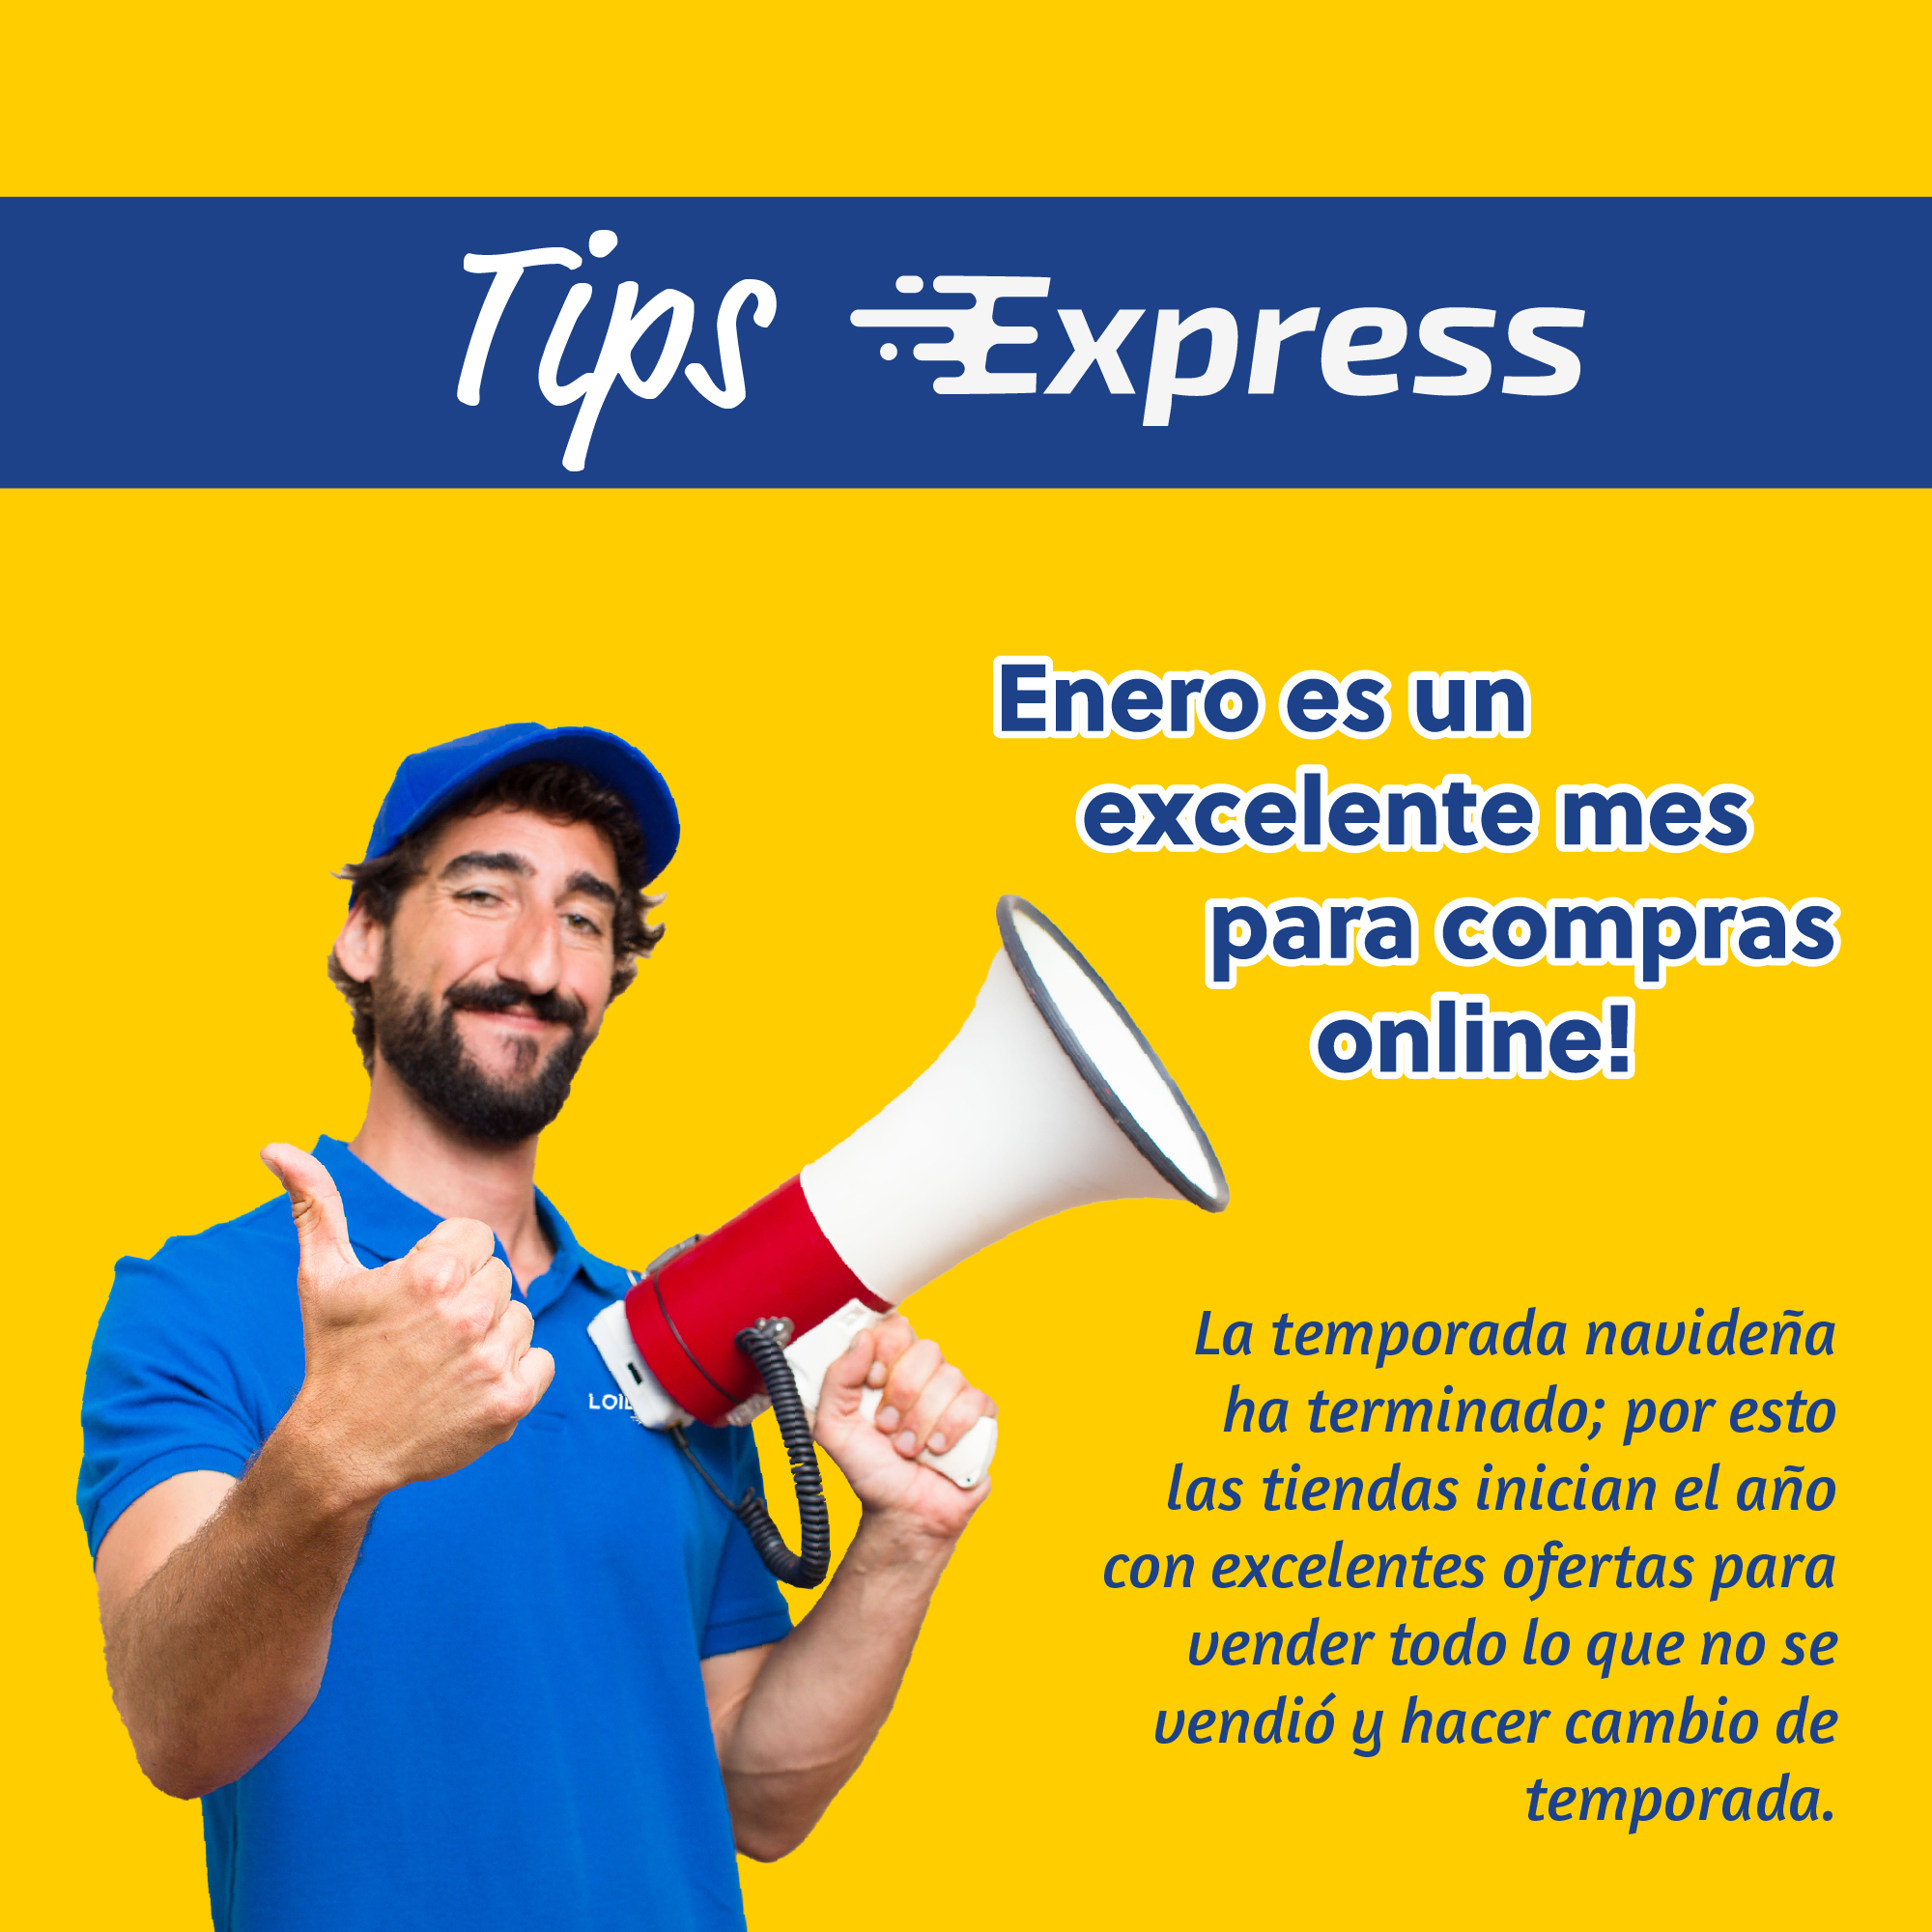 Tips Express
Enero es un
excelente mes
para compras
online!
La temporada navideña
ha terminado; por esto
las tiendas inician el año
con excelentes ofertas para
vender todo lo que no se
vendió y hacer cambio de
temporada.